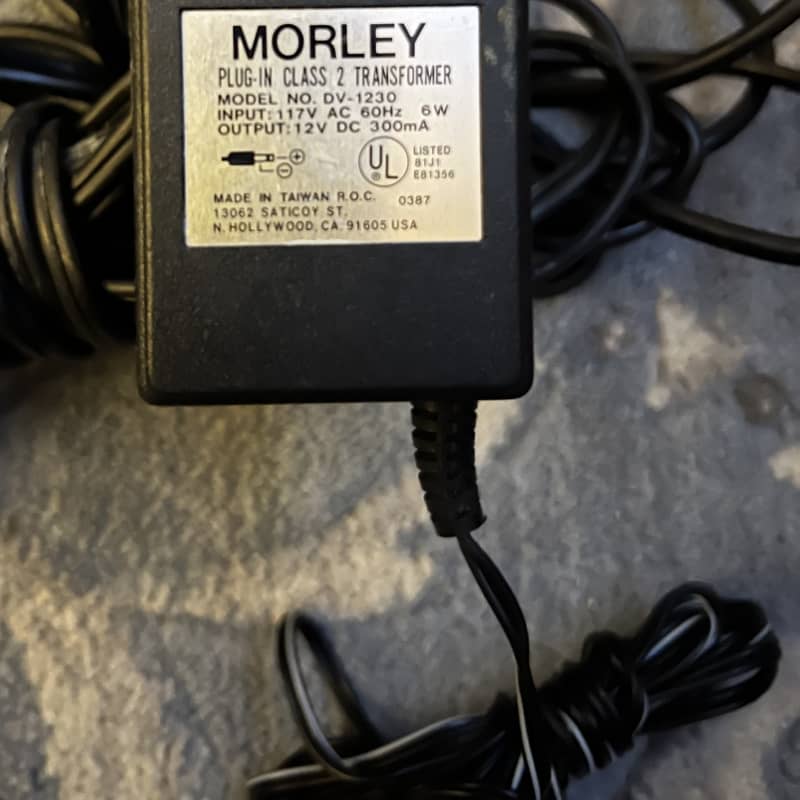 MORLEY
PLUG-IN CLASS 2 TRANSFORMER
MODEL NO. DV-1230
INPUT: 117V AC 60Hz 6W
OUTPUT: 12V DC 300mA
+
-
UL
®
LISTED
81J1
E81356
MADE IN TAIWAN R.O.C. 0387
13062 SATICOY ST.
N. HOLLYWOOD, CA. 91605 USA